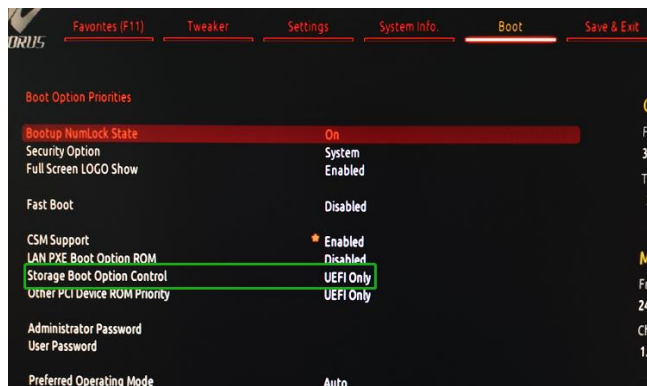 ORUS
Favorites (F11) Tweaker Settings System Info. Boot Save & Exit
Boot Option Priorities
Bootup NumLock State On
Security Option System
Full Screen LOGO Show Enabled
Fast Boot Disabled
CSM Support Enabled
LAN PXE Boot Option ROM Disabled
Storage Boot Option Control UEFI Only
Other PCI Device ROM Priority UEFI Only
Administrator Password
User Password
Preferred Operating Mode Auto